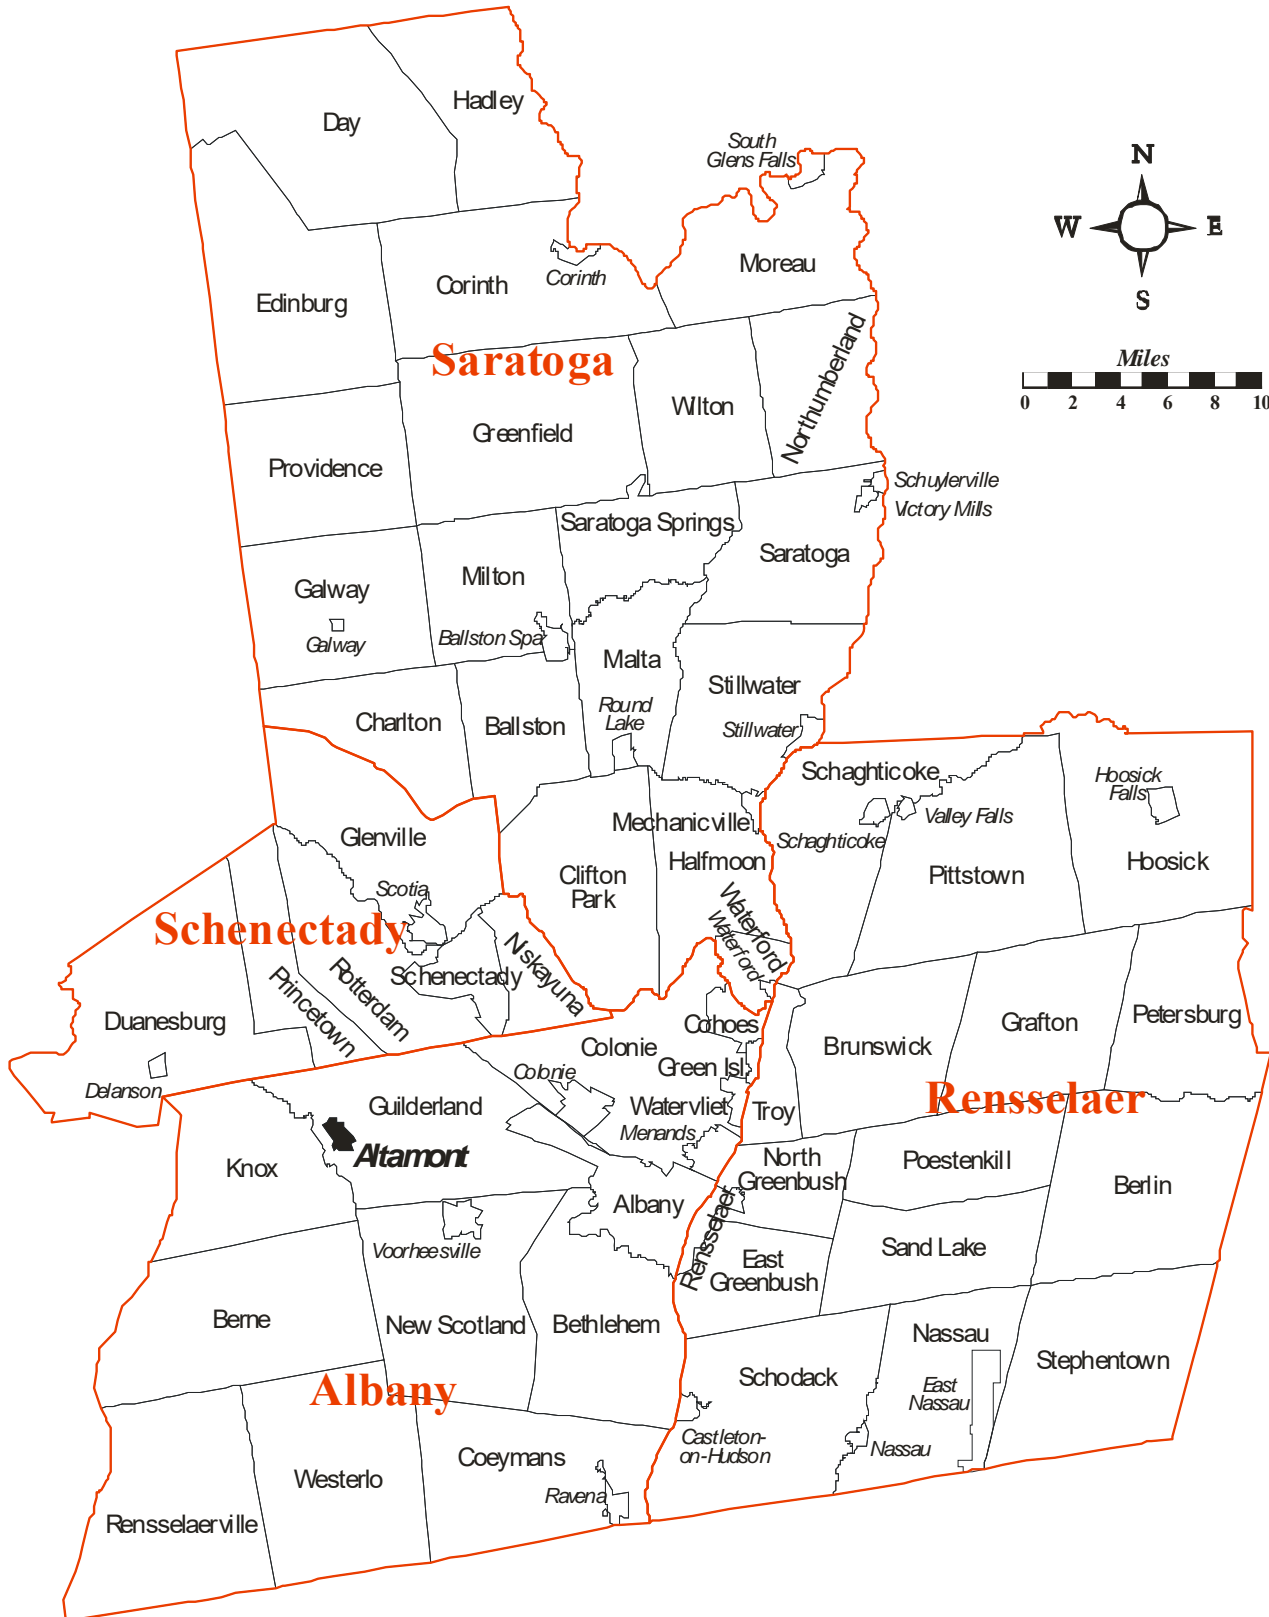 Hadley
Day
South
Glens Falls
N
W
E
S
Moreau
Corinth
Corinth
Edinburg
Saratoga
Miles
0 2 4 6 8 10
Northumberland
Wilton
Greenfield
Providence
Schuylerville
Victory Mills
Saratoga Springs
Saratoga
Milton
Galway
Galway
Ballston Spa
Malta
Stillwater
Round
Lake
Charlton
Ballston
Stillwater
Schaghticoke
Hoosick
Falls
Valley Falls
Schaghticoke
Mechanicville
Glenville
Halfmoon
Hoosick
Clifton
Park
Pittstown
Scotia
Waterford
Waterford
Schenectady
Niskayuna
Schenectady
Rotterdam
Princetown
Duanesburg
Cohoes
Grafton
Petersburg
Brunswick
Colonie
Green Isl.
Colonie
Delanson
Rensselaer
Guilderland
Watervliet
Troy
Menands
Altamont
Knox
North
Greenbush
Poestenkill
Berlin
Albany
Rensselaer
Voorheesville
Sand Lake
East
Greenbush
Berne
New Scotland
Bethlehem
Nassau
Stephentown
Schodack
Albany
East
Nassau
Castleton-
on-Hudson
Nassau
Coeymans
Westerlo
Ravena
Rensselaerville